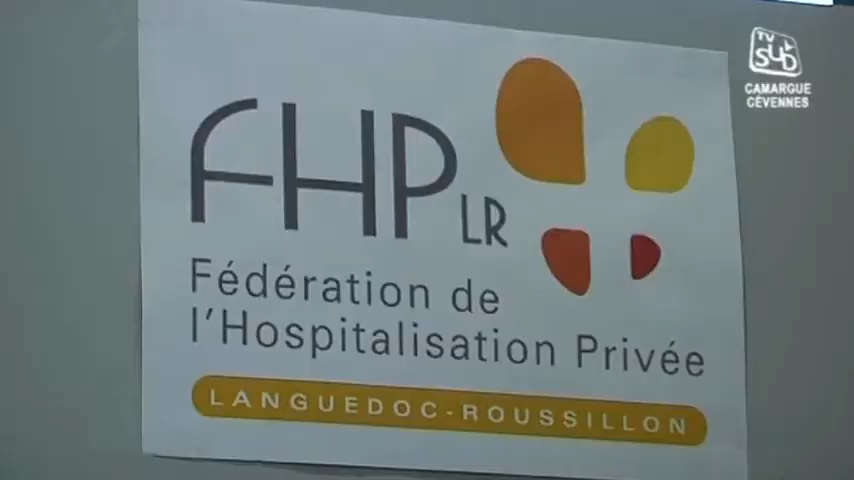 TV SUD
CAMARGUE
CÉVENNES
FHP LR
Fédération de
l'Hospitalisation Privée
LANGUEDOC-ROUSSILLON